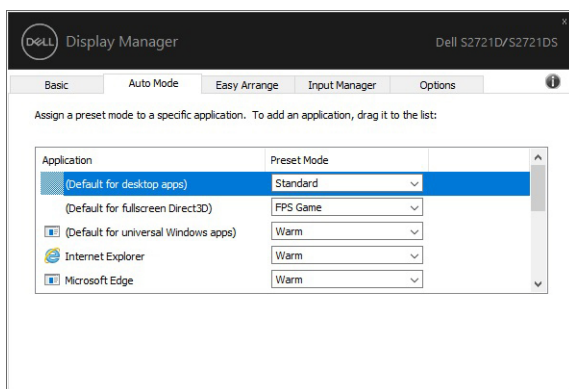 x
DELL Display Manager Dell S2721D/S2721DS
Basic Auto Mode Easy Arrange Input Manager Options i
Assign a preset mode to a specific application. To add an application, drag it to the list:
Application Preset Mode
(Default for desktop apps) Standard
(Default for fullscreen Direct3D) FPS Game
(Default for universal Windows apps) Warm
Internet Explorer Warm
Microsoft Edge Warm